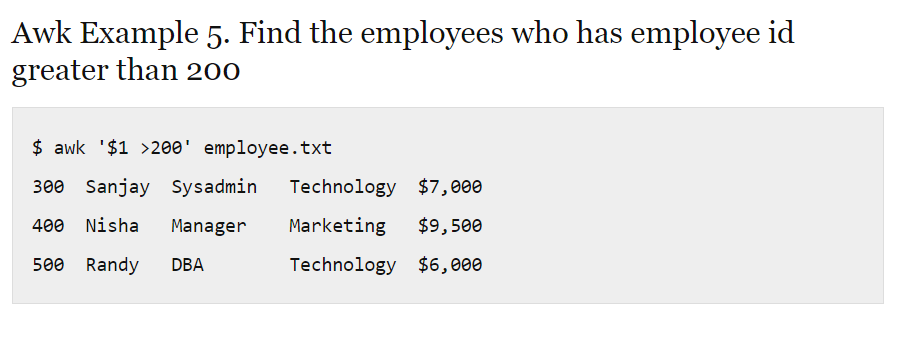 Awk Example 5. Find the employees who has employee id
greater than 200
$ awk '$1 >200' employee.txt
300  Sanjay  Sysadmin   Technology  $7,000
400  Nisha   Manager    Marketing   $9,500
500  Randy   DBA        Technology  $6,000